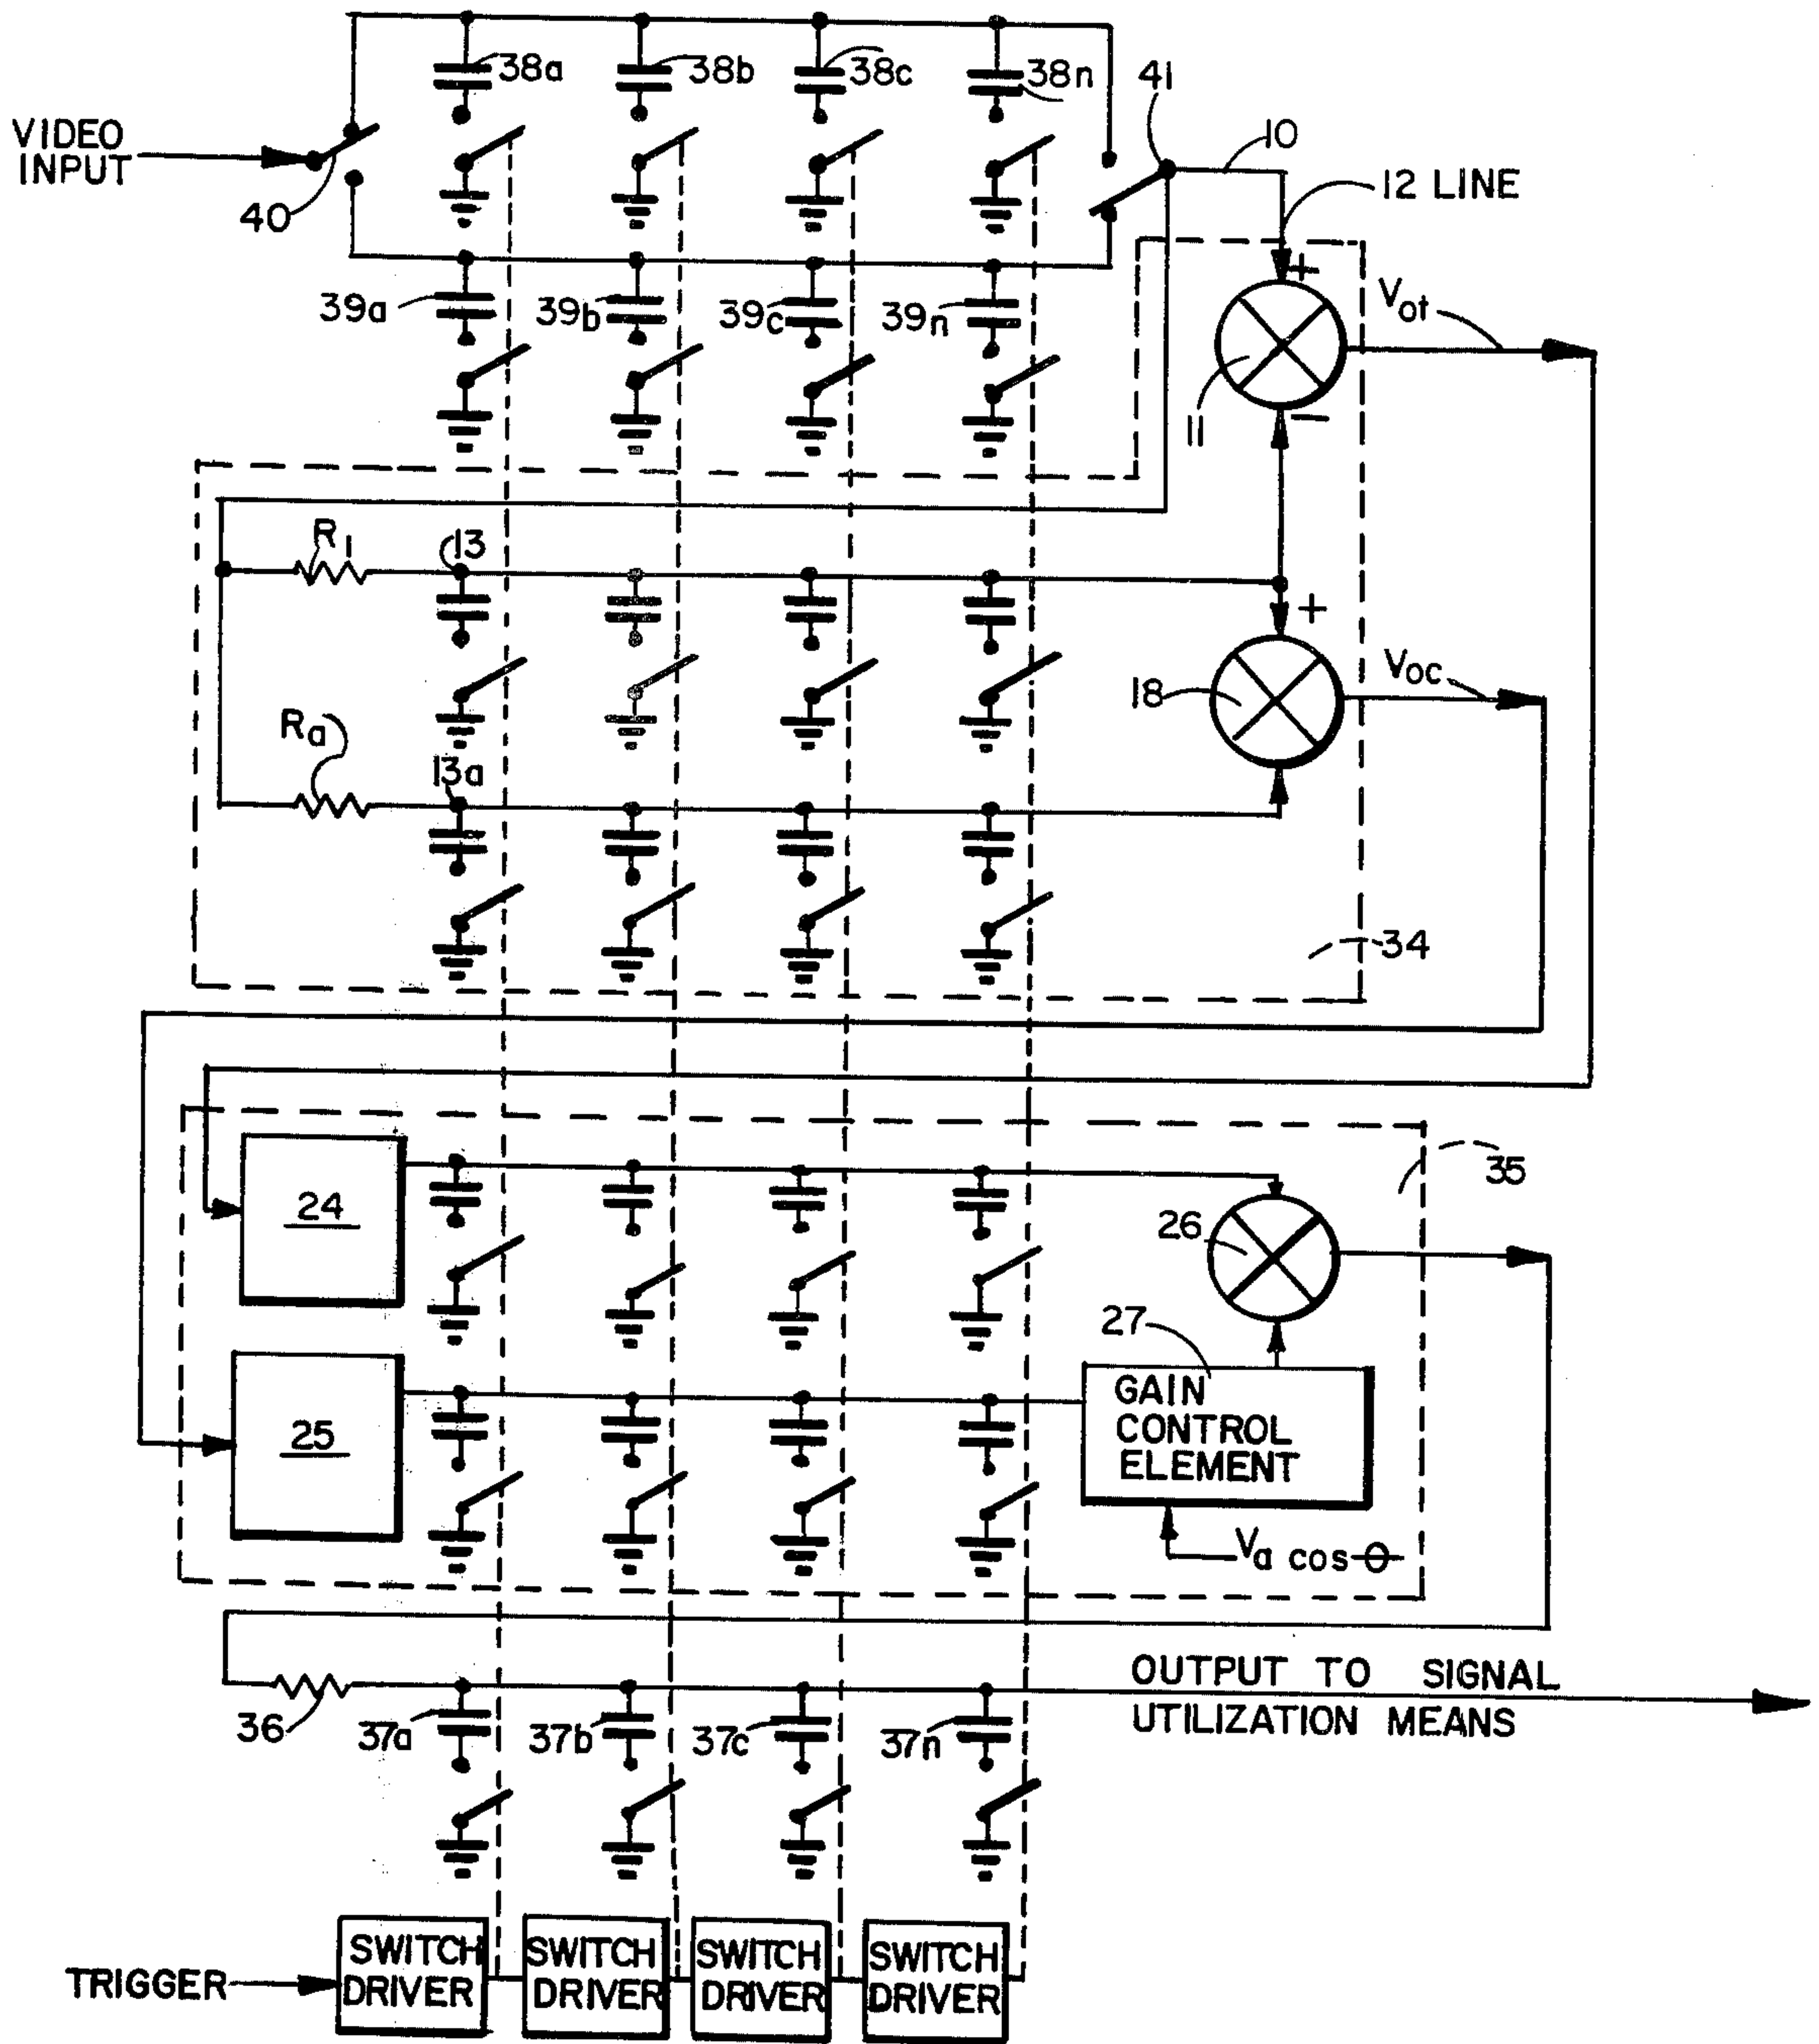 38a
38b
38c
38n
41
VIDEO
INPUT
40
10
12 LINE
+
39a
39b
39c
39n
Vot
11
−
R1
13
+
Voc
18
Ra
13a
34
24
35
26
27
25
GAIN
CONTROL
ELEMENT
Va cos θ
OUTPUT TO SIGNAL
UTILIZATION MEANS
36
37a
37b
37c
37n
TRIGGER
SWITCH
DRIVER
SWITCH
DRIVER
SWITCH
DRIVER
SWITCH
DRIVER